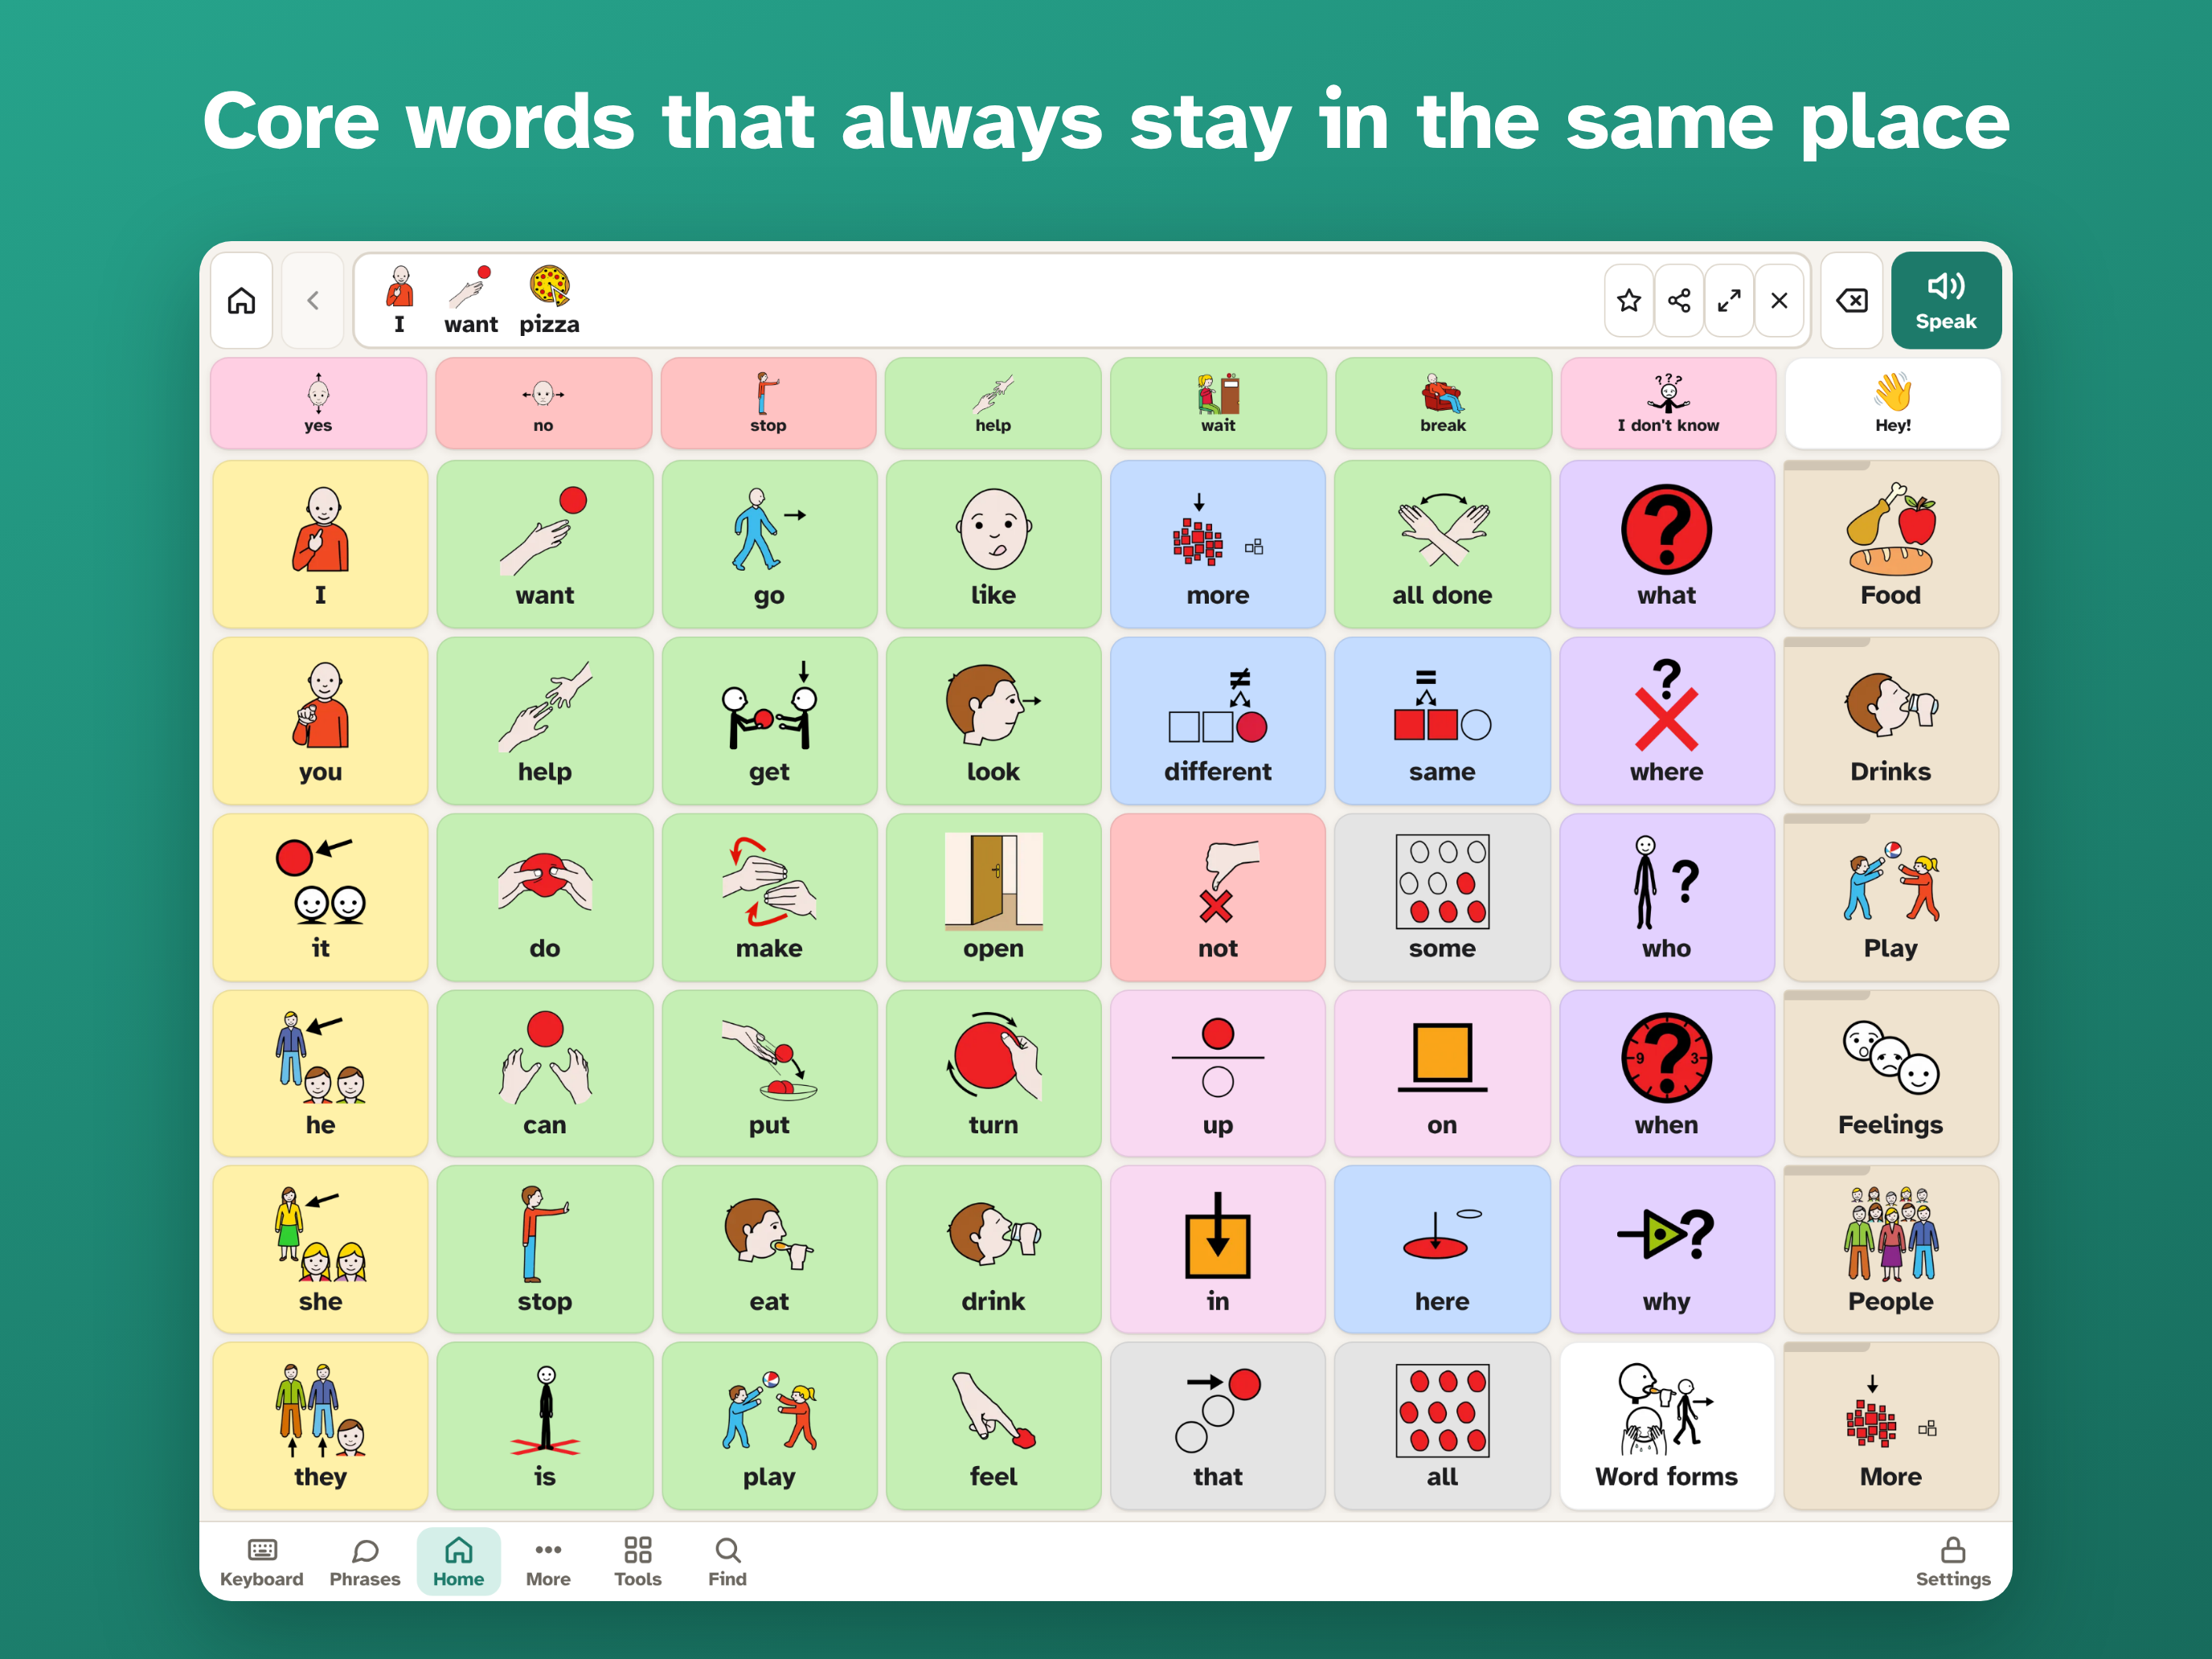 Core words that always stay in the same place
I want pizza
Speak
yes no stop help wait break I don't know Hey!
I want go like more all done what Food
you help get look different same where Drinks
it do make open not some who Play
he can put turn up on when Feelings
she stop eat drink in here why People
they is play feel that all Word forms More
Keyboard Phrases Home More Tools Find Settings